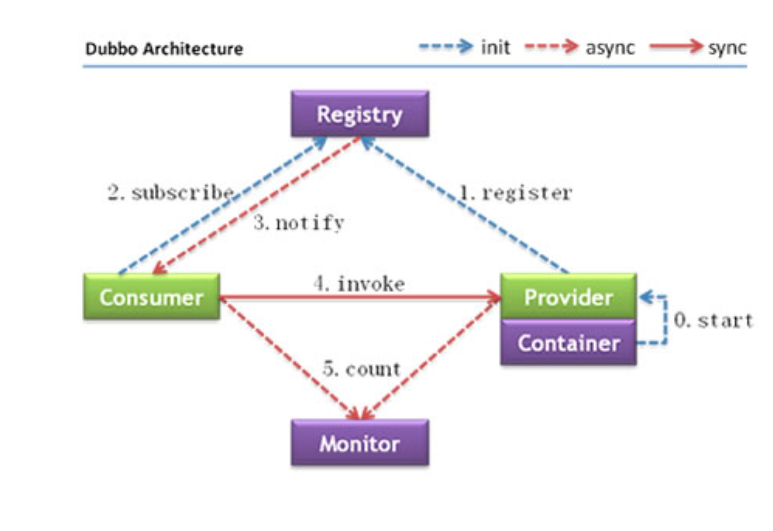 Dubbo Architecture
init
async
sync
Registry
2. subscribe
1. register
3. notify
Consumer
4. invoke
Provider
Container
0. start
5. count
Monitor